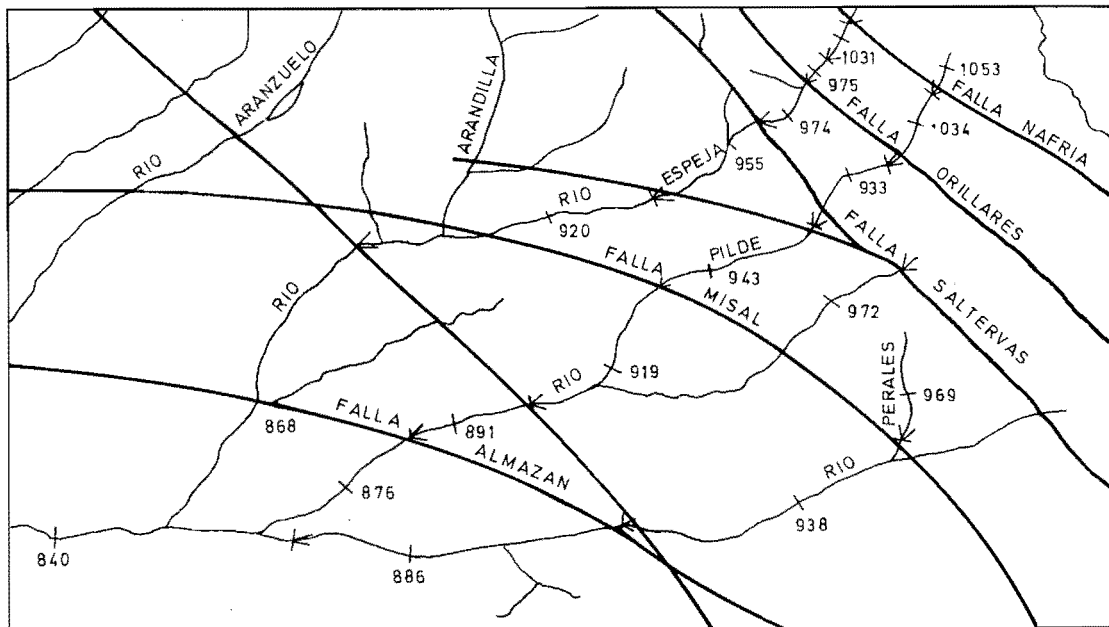 1031
1053
975
FALLA NAFRIA
RIO ARANZUELO
ARANDILLA
974
FALLA ORILLARES
1034
955
933
RIO ESPEJA
920
RIO PILDE
943
FALLA SALTERVAS
FALLA MISAL
972
RIO
919
969
RIO PERALES
868
FALLA ALMAZAN
891
876
938
840
886